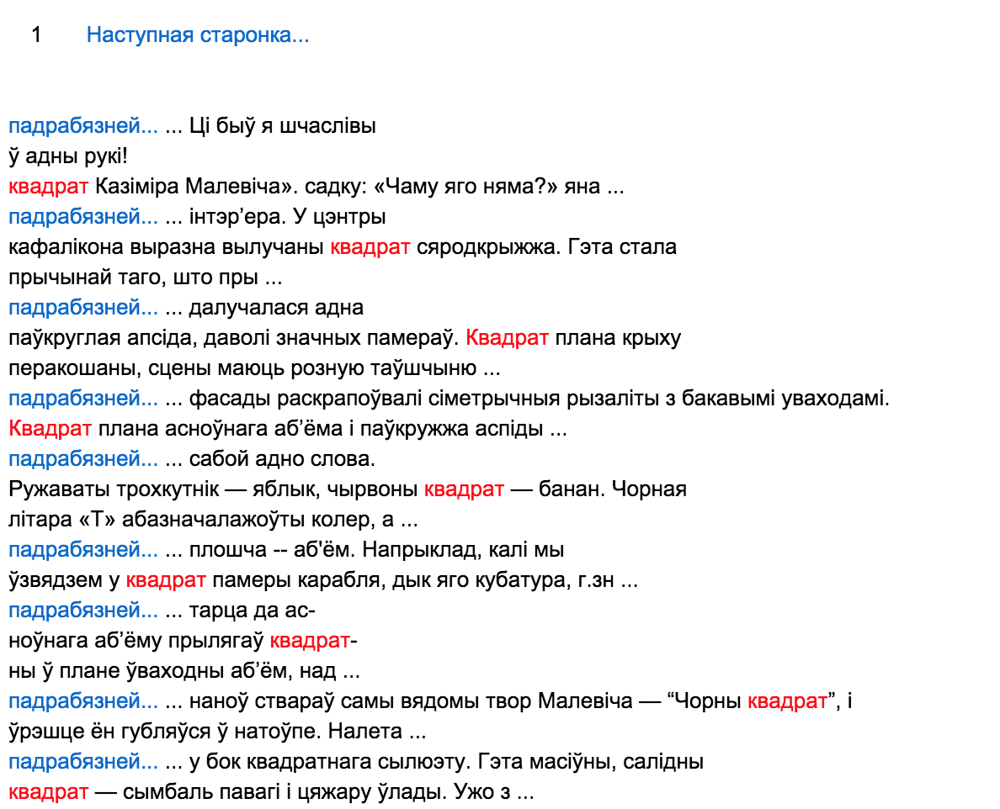 1 Наступная старонка...
падрабязней... ... Ці быў я шчаслівы
ў адны рукі!
квадрат Казіміра Малевіча». садку: «Чаму яго няма?» яна ...
падрабязней... ... інтэр’ера. У цэнтры
кафалікона выразна вылучаны квадрат сяродкрыжжа. Гэта стала
прычынай таго, што пры ...
падрабязней... ... далучалася адна
паўкруглая апсіда, даволі значных памераў. Квадрат плана крыху
перакошаны, сцены маюць розную таўшчыню ...
падрабязней... ... фасады раскрапоўвалі сіметрычныя рызаліты з бакавымі уваходамі.
Квадрат плана асноўнага аб’ёма і паўкружжа аспіды ...
падрабязней... ... сабой адно слова.
Ружаваты трохкутнік — яблык, чырвоны квадрат — банан. Чорная
літара «Т» абазначалажоўты колер, а ...
падрабязней... ... плошча -- аб'ём. Напрыклад, калі мы
ўзвядзем у квадрат памеры карабля, дык яго кубатура, г.зн ...
падрабязней... ... тарца да ас-
ноўнага аб’ёму прылягаў квадрат-
ны ў плане ўваходны аб’ём, над ...
падрабязней... ... наноў ствараў самы вядомы твор Малевіча — “Чорны квадрат”, і
ўрэшце ён губляўся ў натоўпе. Налета ...
падрабязней... ... у бок квадратнага сылюэту. Гэта масіўны, салідны
квадрат — сымбаль павагі і цяжару ўлады. Ужо з ...